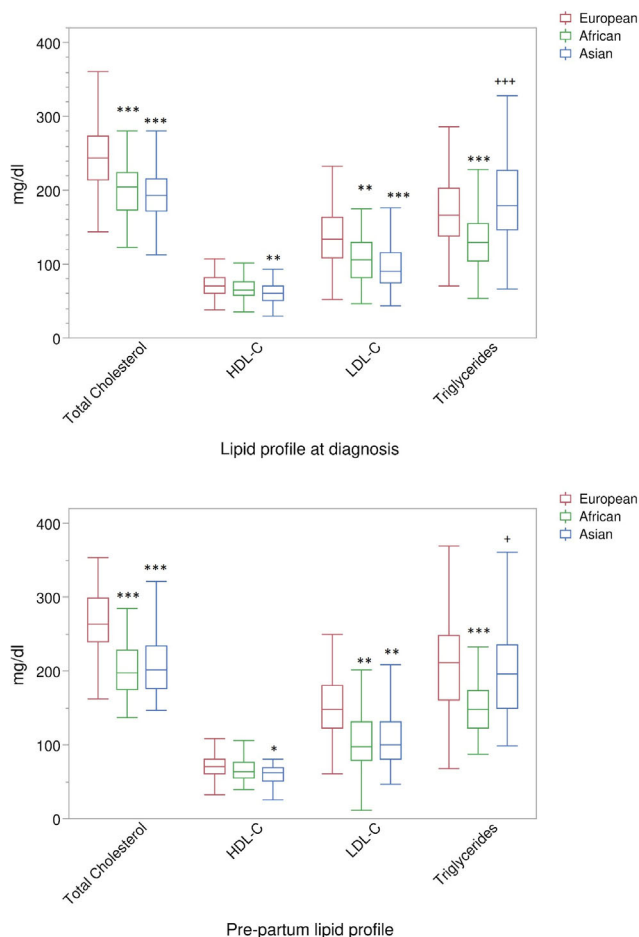 European
African
Asian
400
300
200
100
0
mg/dl
***
***
**
**
***
***
+++
Total Cholesterol
HDL-C
LDL-C
Triglycerides
Lipid profile at diagnosis
European
African
Asian
400
300
200
100
0
mg/dl
***
***
*
**
**
***
+
Total Cholesterol
HDL-C
LDL-C
Triglycerides
Pre-partum lipid profile